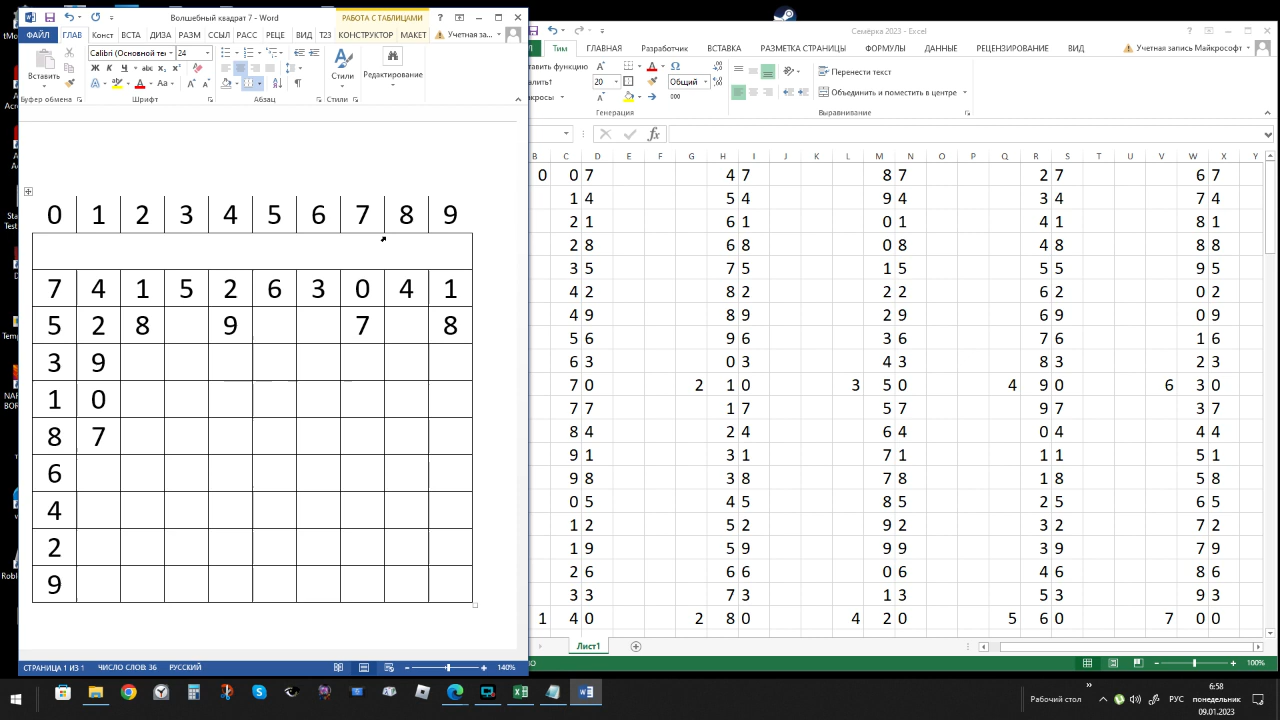 Волшебный квадрат 7 - Word
РАБОТА С ТАБЛИЦАМИ
ФАЙЛ ГЛАВ Конст ВСТА ДИЗА РАЗМ ССЫЛ РАСС РЕЦЕ ВИД Т23 КОНСТРУКТОР МАКЕТ Учетная за...
Вставить
Calibri (Основной те 24
Стили
Редактирование
Буфер обмена Шрифт Абзац Стили
0 1 2 3 4 5 6 7 8 9
7 4 1 5 2 6 3 0 4 1
5 2 8 9 7 8
3 9
1 0
8 7
6
4
2
9
СТРАНИЦА 1 ИЗ 1 ЧИСЛО СЛОВ: 36 РУССКИЙ 140%
Семёрка 2023 - Excel
Тим ГЛАВНАЯ Разработчик ВСТАВКА РАЗМЕТКА СТРАНИЦЫ ФОРМУЛЫ ДАННЫЕ РЕЦЕНЗИРОВАНИЕ ВИД Учетная запись Майкрософт
ставить функцию
20 Общий
Перенести текст
Объединить и поместить в центре
Генерация Выравнивание
B C D E F G H I J K L M N O P Q R S T U V W X Y
0 0 7 4 7 8 7 2 7 6 7
1 4 5 4 9 4 3 4 7 4
2 1 6 1 0 1 4 1 8 1
2 8 6 8 0 8 4 8 8 8
3 5 7 5 1 5 5 5 9 5
4 2 8 2 2 2 6 2 0 2
4 9 8 9 2 9 6 9 0 9
5 6 9 6 3 6 7 6 1 6
6 3 0 3 4 3 8 3 2 3
7 0 2 1 0 3 5 0 4 9 0 6 3 0
7 7 1 7 5 7 9 7 3 7
8 4 2 4 6 4 0 4 4 4
9 1 3 1 7 1 1 1 5 1
9 8 3 8 7 8 1 8 5 8
0 5 4 5 8 5 2 5 6 5
1 2 5 2 9 2 3 2 7 2
1 9 5 9 9 9 3 9 7 9
2 6 6 6 0 6 4 6 8 6
3 3 7 3 1 3 5 3 9 3
1 4 0 2 8 0 4 2 0 5 6 0 7 0 0
Лист1
100%
Рабочий стол
РУС
6:58
понедельник
09.01.2023